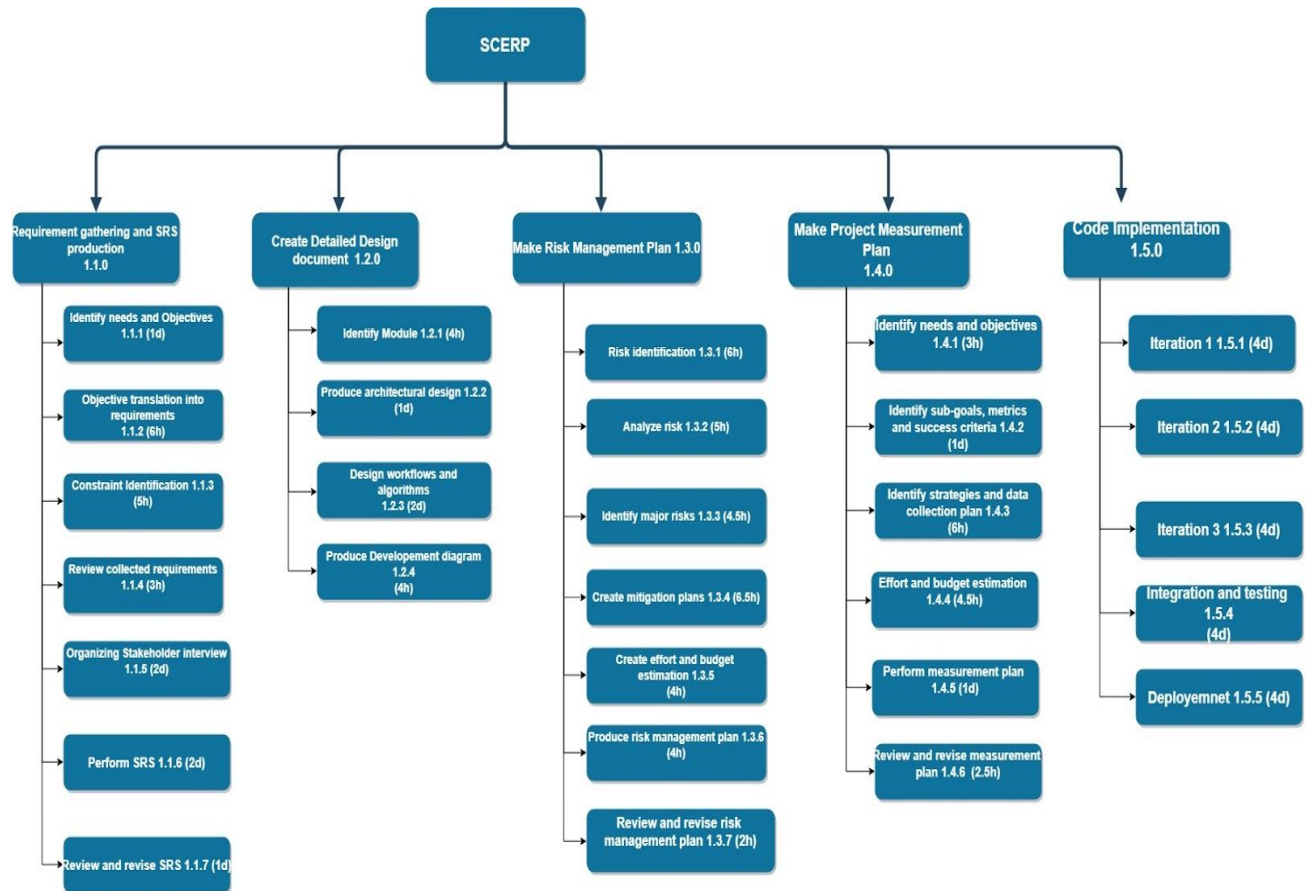 SCERP
Requirement gathering and SRS
production
1.1.0
Identify needs and Objectives
1.1.1 (1d)
Objective translation into
requirements
1.1.2 (6h)
Constraint Identification 1.1.3
(5h)
Review collected requirements
1.1.4 (3h)
Organizing Stakeholder interview
1.1.5 (2d)
Perform SRS 1.1.6 (2d)
Review and revise SRS 1.1.7 (1d)
Create Detailed Design
document 1.2.0
Identify Module 1.2.1 (4h)
Produce architectural design 1.2.2
(1d)
Design workflows and
algorithms
1.2.3 (2d)
Produce Developement diagram
1.2.4
(4h)
Make Risk Management Plan 1.3.0
Risk identification 1.3.1 (6h)
Analyze risk 1.3.2 (5h)
Identify major risks 1.3.3 (4.5h)
Create mitigation plans 1.3.4 (6.5h)
Create effort and budget
estimation 1.3.5
(4h)
Produce risk management plan 1.3.6
(4h)
Review and revise risk
management plan 1.3.7 (2h)
Make Project Measurement
Plan
1.4.0
Identify needs and objectives
1.4.1 (3h)
Identify sub-goals, metrics
and success criteria 1.4.2
(1d)
Identify strategies and data
collection plan 1.4.3
(6h)
Effort and budget estimation
1.4.4 (4.5h)
Perform measurement plan
1.4.5 (1d)
Review and revise measurement
plan 1.4.6 (2.5h)
Code Implementation
1.5.0
Iteration 1 1.5.1 (4d)
Iteration 2 1.5.2 (4d)
Iteration 3 1.5.3 (4d)
Integration and testing
1.5.4
(4d)
Deployemnet 1.5.5 (4d)